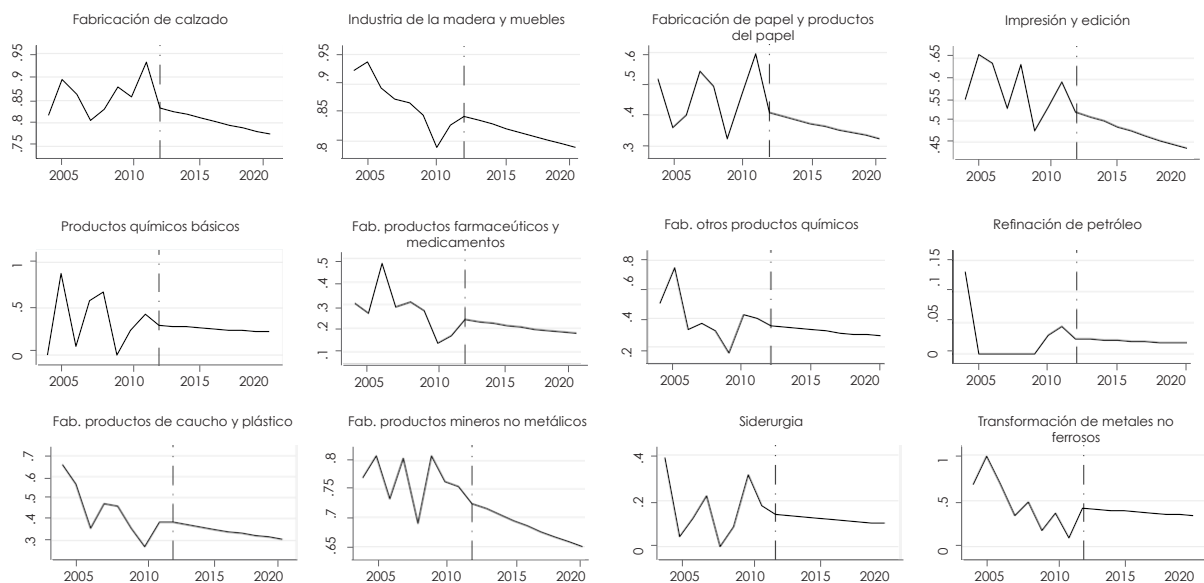 Fabricación de calzado
.95
.9
.85
.8
.75
2005 2010 2015 2020
Industria de la madera y muebles
.95
.9
.85
.8
2005 2010 2015 2020
Fabricación de papel y productos
del papel
.6
.5
.4
.3
2005 2010 2015 2020
Impresión y edición
.65
.6
.55
.5
.45
2005 2010 2015 2020
Productos químicos básicos
1
.5
0
2005 2010 2015 2020
Fab. productos farmaceúticos y
medicamentos
.5
.4
.3
.2
.1
2005 2010 2015 2020
Fab. otros productos químicos
.8
.6
.4
.2
2005 2010 2015 2020
Refinación de petróleo
.15
.1
.05
0
2005 2010 2015 2020
Fab. productos de caucho y plástico
.7
.6
.5
.4
.3
2005 2010 2015 2020
Fab. productos mineros no metálicos
.8
.75
.7
.65
2005 2010 2015 2020
Siderurgia
.4
.2
0
2005 2010 2015 2020
Transformación de metales no
ferrosos
1
.5
0
2005 2010 2015 2020